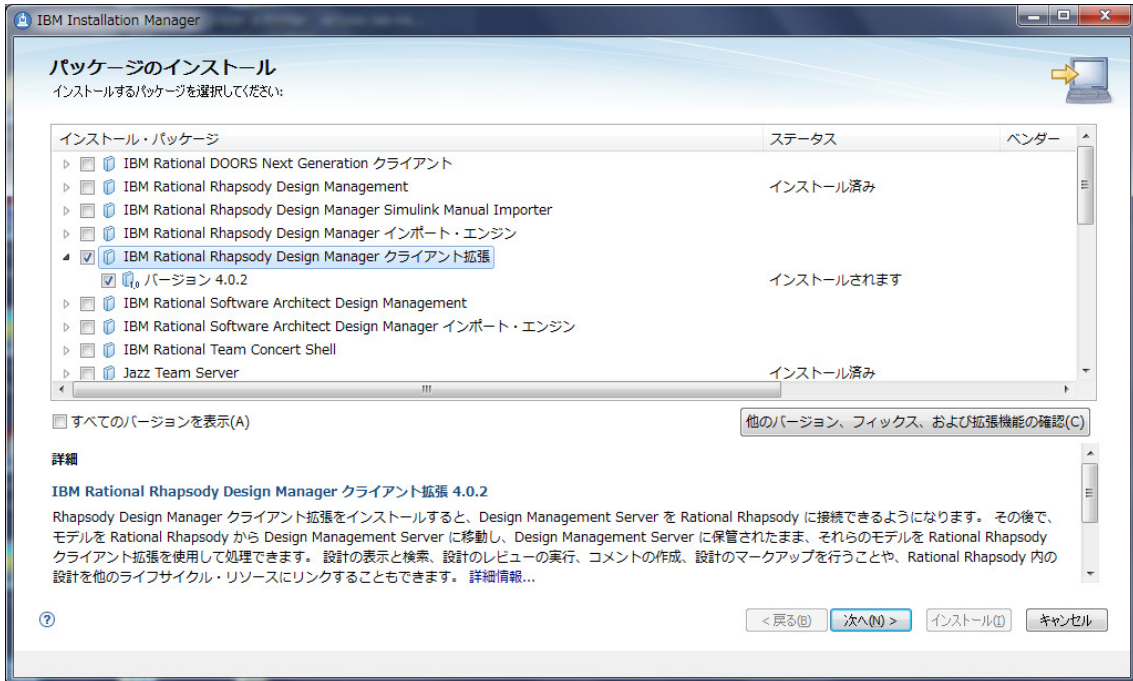 IBM Installation Manager
パッケージのインストール
インストールするパッケージを選択してください:
インストール・パッケージ ステータス ベンダー
IBM Rational DOORS Next Generation クライアント
IBM Rational Rhapsody Design Management インストール済み
IBM Rational Rhapsody Design Manager Simulink Manual Importer
IBM Rational Rhapsody Design Manager インポート・エンジン
IBM Rational Rhapsody Design Manager クライアント拡張
バージョン 4.0.2 インストールされます
IBM Rational Software Architect Design Management
IBM Rational Software Architect Design Manager インポート・エンジン
IBM Rational Team Concert Shell
Jazz Team Server インストール済み
すべてのバージョンを表示(A) 他のバージョン、フィックス、および拡張機能の確認(C)
詳細
IBM Rational Rhapsody Design Manager クライアント拡張 4.0.2
Rhapsody Design Manager クライアント拡張をインストールすると、Design Management Server を Rational Rhapsody に接続できるようになります。 その後で、
モデルを Rational Rhapsody から Design Management Server に移動し、Design Management Server に保管されたまま、それらのモデルを Rational Rhapsody
クライアント拡張を使用して処理できます。 設計の表示と検索、設計のレビューの実行、コメントの作成、設計のマークアップを行うことや、Rational Rhapsody 内の
設計を他のライフサイクル・リソースにリンクすることもできます。 詳細情報...
< 戻る(B) 次へ(N) > インストール(I) キャンセル